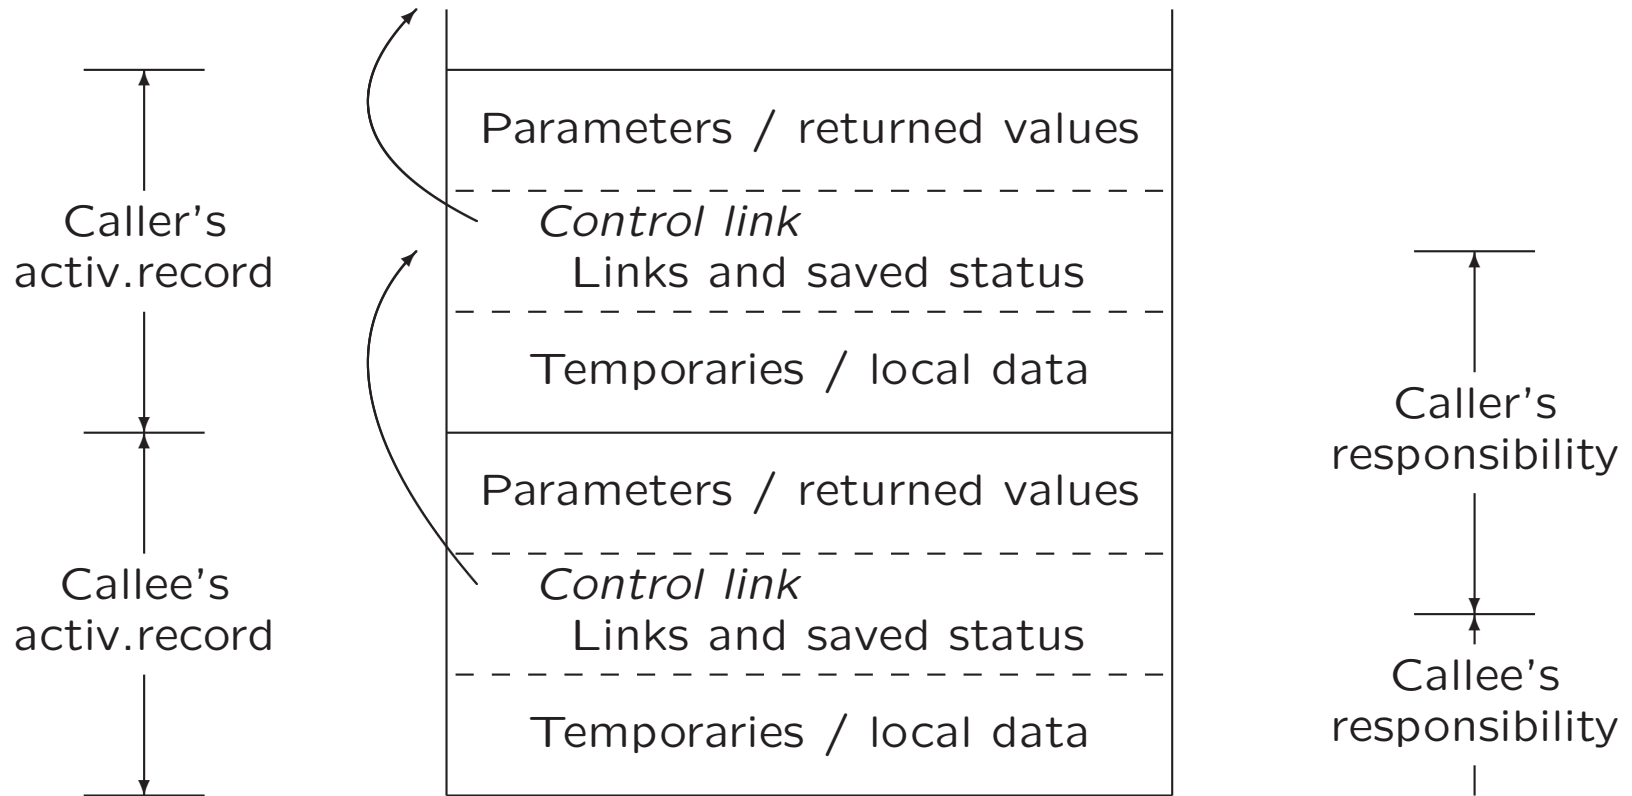 Parameters / returned values
Caller's
activ.record
Control link
Links and saved status
Temporaries / local data
Caller's
responsibility
Parameters / returned values
Callee's
activ.record
Control link
Links and saved status
Callee's
responsibility
Temporaries / local data